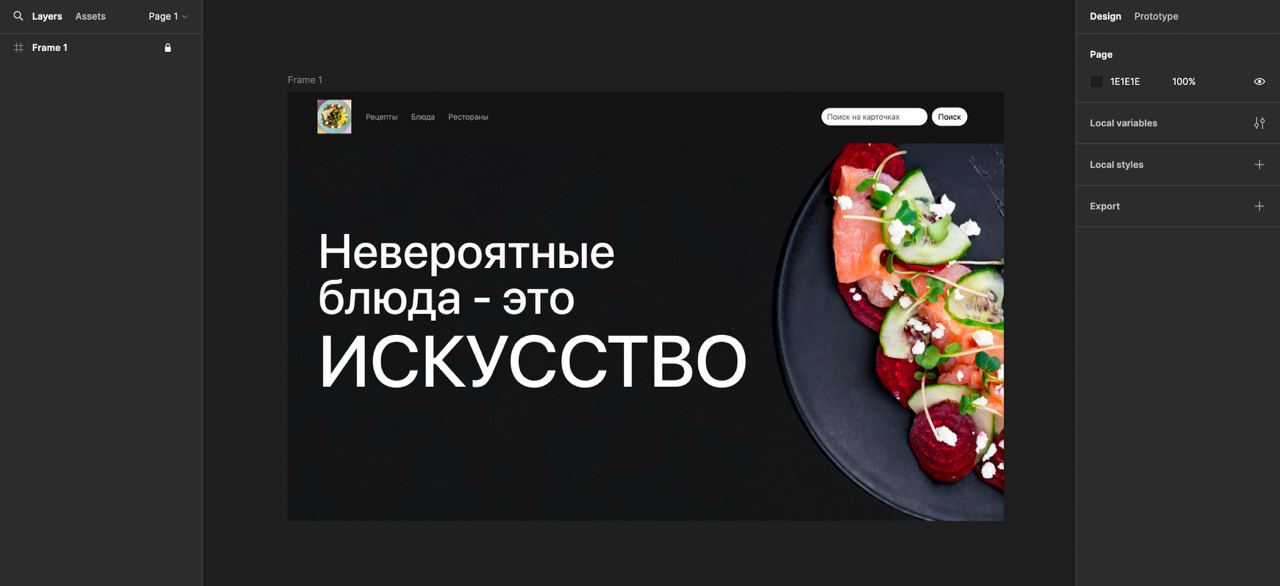 Layers Assets Page 1
Frame 1
Frame 1
Рецепты Блюда Рестораны Поиск на карточках Поиск
Невероятные
блюда - это
ИСКУССТВО
Design Prototype
Page
1E1E1E 100%
Local variables
Local styles
Export